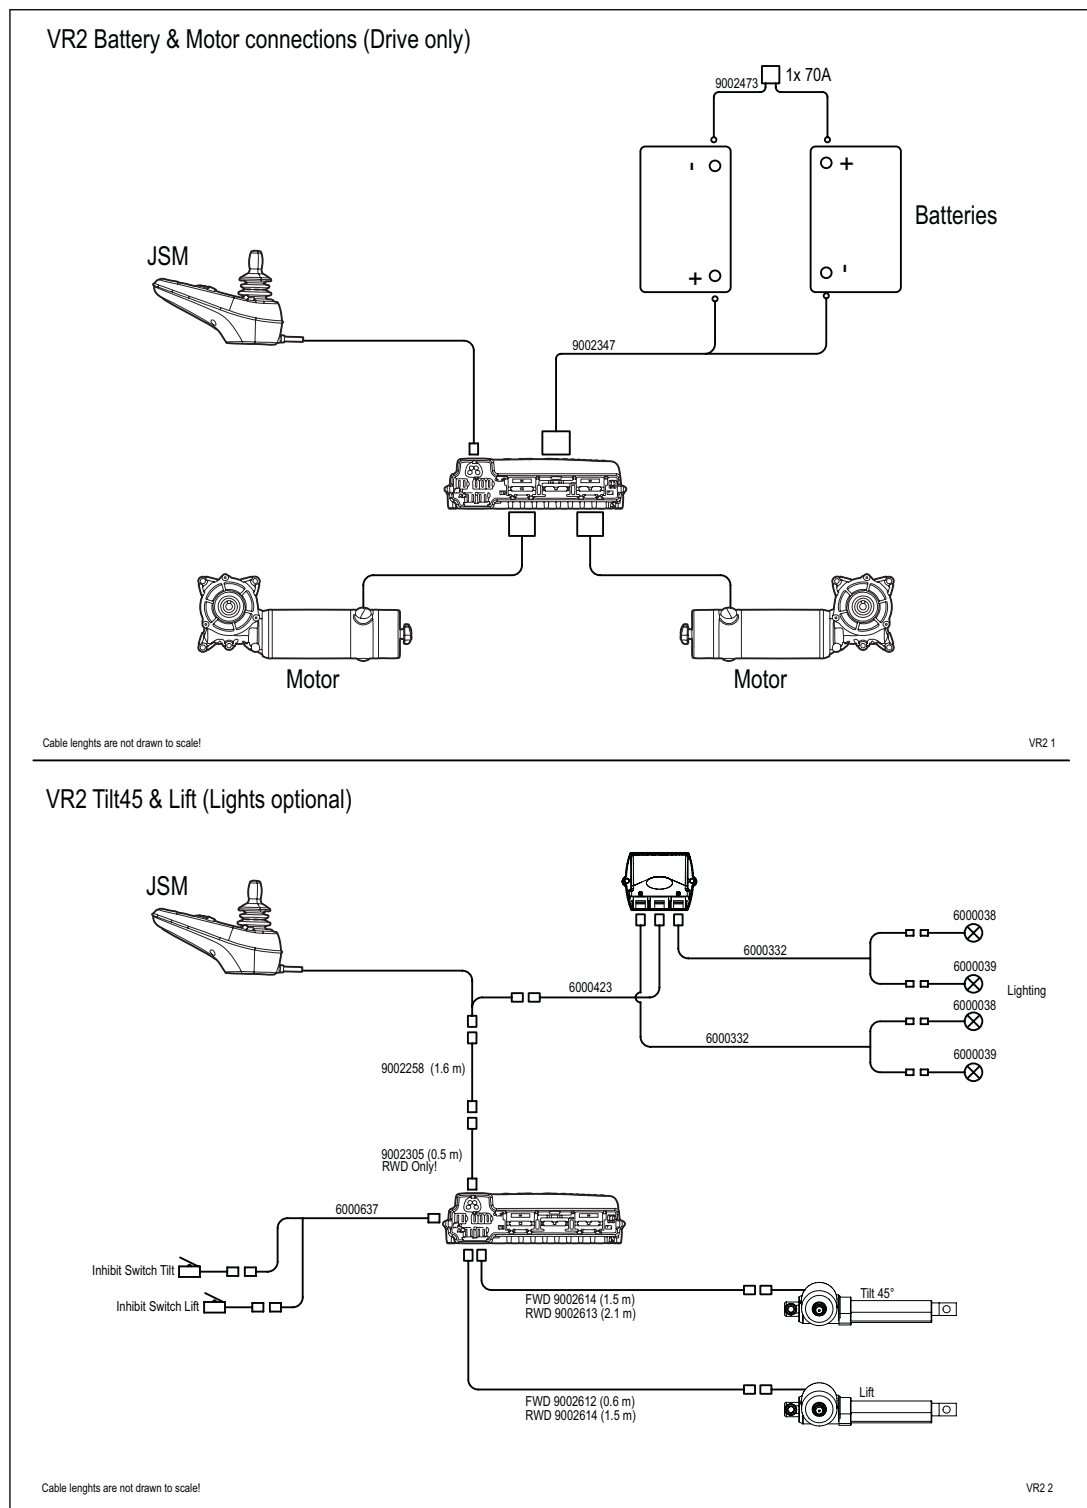 VR2 Battery & Motor connections (Drive only)
9002473
1x 70A
- +
Batteries
+ -
JSM
9002347
Motor
Motor
Cable lenghts are not drawn to scale!
VR2 1
VR2 Tilt45 & Lift (Lights optional)
JSM
6000038
6000332
6000039
Lighting
6000423
6000038
6000332
6000039
9002258 (1.6 m)
9002305 (0.5 m)
RWD Only!
6000637
Inhibit Switch Tilt
Inhibit Switch Lift
Tilt 45°
FWD 9002614 (1.5 m)
RWD 9002613 (2.1 m)
Lift
FWD 9002612 (0.6 m)
RWD 9002614 (1.5 m)
Cable lenghts are not drawn to scale!
VR2 2